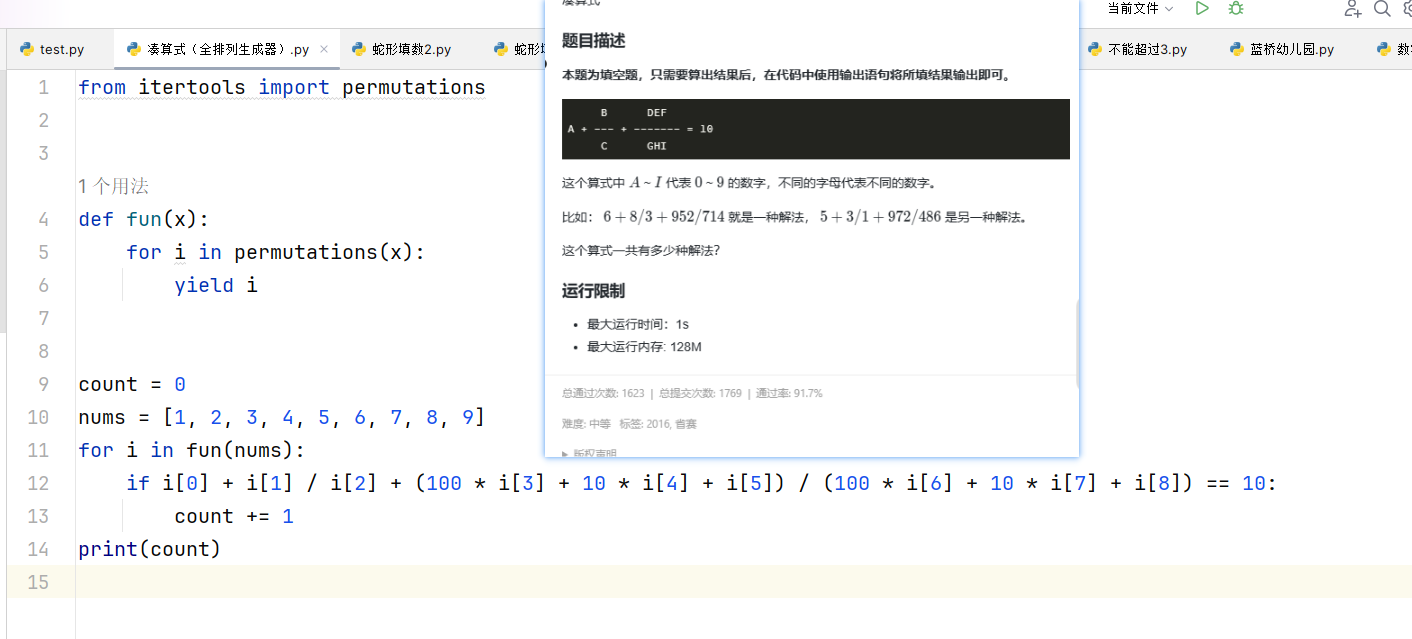 当前文件
test.py
凑算式（全排列生成器）.py
蛇形填数2.py
不能超过3.py
蓝桥幼儿园.py
1 from itertools import permutations
2
3
1 个用法
4 def fun(x):
5 for i in permutations(x):
6 yield i
7
8
9 count = 0
10 nums = [1, 2, 3, 4, 5, 6, 7, 8, 9]
11 for i in fun(nums):
12 if i[0] + i[1] / i[2] + (100 * i[3] + 10 * i[4] + i[5]) / (100 * i[6] + 10 * i[7] + i[8]) == 10:
13 count += 1
14 print(count)
15
凑算式
题目描述
本题为填空题，只需要算出结果后，在代码中使用输出语句将所填结果输出即可。
B DEF
A + --- + ------- = 10
C GHI
这个算式中 A ~ I 代表 0 ~ 9 的数字，不同的字母代表不同的数字。
比如： 6 + 8/3 + 952/714 就是一种解法， 5 + 3/1 + 972/486 是另一种解法。
这个算式一共有多少种解法？
运行限制
• 最大运行时间：1s
• 最大运行内存: 128M
总通过次数: 1623 | 总提交次数: 1769 | 通过率: 91.7%
难度: 中等 标签: 2016, 省赛
版权声明